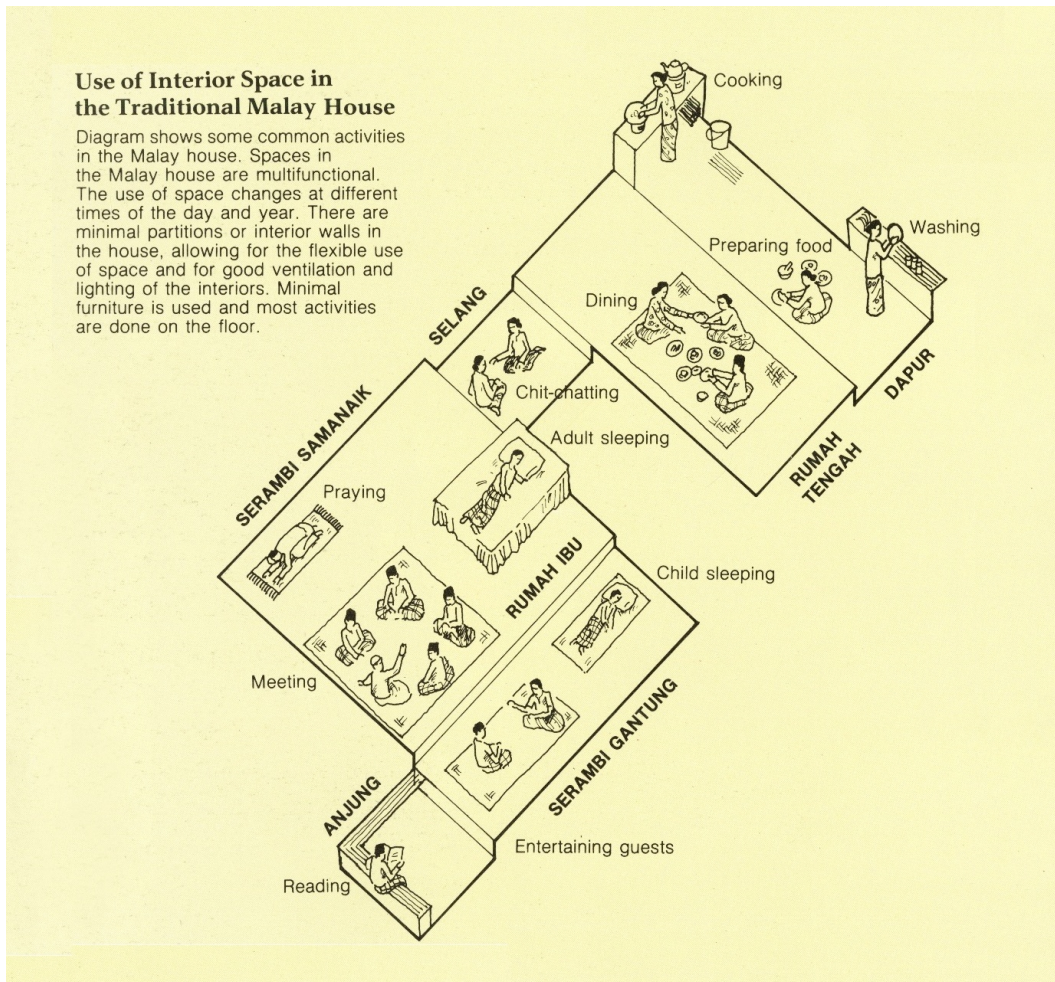 Use of Interior Space in
the Traditional Malay House
Diagram shows some common activities
in the Malay house. Spaces in
the Malay house are multifunctional.
The use of space changes at different
times of the day and year. There are
minimal partitions or interior walls in
the house, allowing for the flexible use
of space and for good ventilation and
lighting of the interiors. Minimal
furniture is used and most activities
are done on the floor.
Cooking
Washing
Preparing food
Dining
SELANG
DAPUR
Chit-chatting
SERAMBI SAMANAIK
Adult sleeping
RUMAH
TENGAH
Praying
RUMAH IBU
Child sleeping
Meeting
SERAMBI GANTUNG
ANJUNG
Entertaining guests
Reading